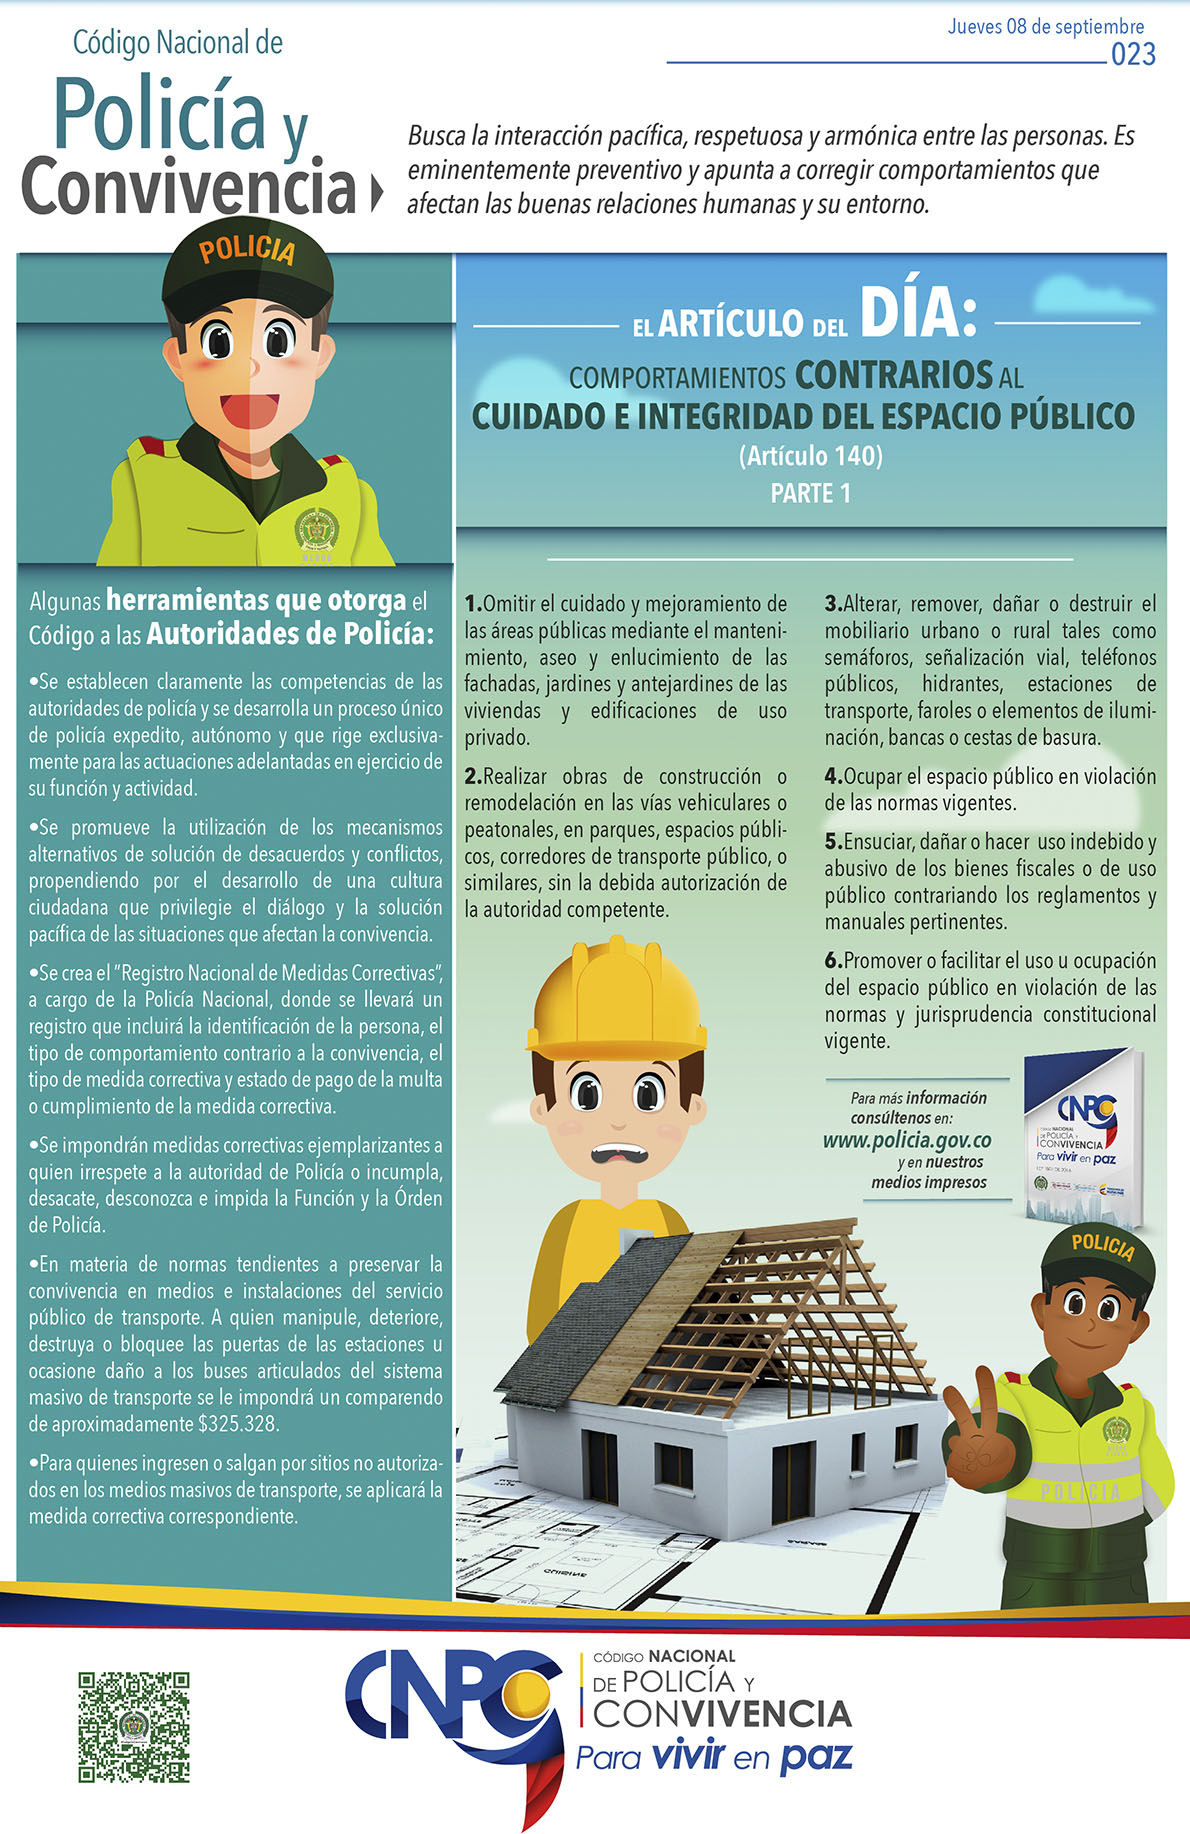 Jueves 08 de septiembre
023
Código Nacional de
Policía y
Convivencia
Busca la interacción pacífica, respetuosa y armónica entre las personas. Es
eminentemente preventivo y apunta a corregir comportamientos que
afectan las buenas relaciones humanas y su entorno.
POLICIA
EL ARTÍCULO DEL DÍA:
COMPORTAMIENTOS CONTRARIOS AL
CUIDADO E INTEGRIDAD DEL ESPACIO PÚBLICO
(Artículo 140)
PARTE 1
Algunas herramientas que otorga el
Código a las Autoridades de Policía:
•Se establecen claramente las competencias de las
autoridades de policía y se desarrolla un proceso único
de policía expedito, autónomo y que rige exclusiva-
mente para las actuaciones adelantadas en ejercicio de
su función y actividad.
•Se promueve la utilización de los mecanismos
alternativos de solución de desacuerdos y conflictos,
propendiendo por el desarrollo de una cultura
ciudadana que privilegie el diálogo y la solución
pacífica de las situaciones que afectan la convivencia.
•Se crea el "Registro Nacional de Medidas Correctivas",
a cargo de la Policía Nacional, donde se llevará un
registro que incluirá la identificación de la persona, el
tipo de comportamiento contrario a la convivencia, el
tipo de medida correctiva y estado de pago de la multa
o cumplimiento de la medida correctiva.
•Se impondrán medidas correctivas ejemplarizantes a
quien irrespete a la autoridad de Policía o incumpla,
desacate, desconozca e impida la Función y la Órden
de Policía.
•En materia de normas tendientes a preservar la
convivencia en medios e instalaciones del servicio
público de transporte. A quien manipule, deteriore,
destruya o bloquee las puertas de las estaciones u
ocasione daño a los buses articulados del sistema
masivo de transporte se le impondrá un comparendo
de aproximadamente $325.328.
•Para quienes ingresen o salgan por sitios no autoriza-
dos en los medios masivos de transporte, se aplicará la
medida correctiva correspondiente.
1.Omitir el cuidado y mejoramiento de
las áreas públicas mediante el manteni-
miento, aseo y enlucimiento de las
fachadas, jardines y antejardines de las
viviendas y edificaciones de uso
privado.
2.Realizar obras de construcción o
remodelación en las vías vehiculares o
peatonales, en parques, espacios públi-
cos, corredores de transporte público, o
similares, sin la debida autorización de
la autoridad competente.
3.Alterar, remover, dañar o destruir el
mobiliario urbano o rural tales como
semáforos, señalización vial, teléfonos
públicos, hidrantes, estaciones de
transporte, faroles o elementos de ilumi-
nación, bancas o cestas de basura.
4.Ocupar el espacio público en violación
de las normas vigentes.
5.Ensuciar, dañar o hacer uso indebido y
abusivo de los bienes fiscales o de uso
público contrariando los reglamentos y
manuales pertinentes.
6.Promover o facilitar el uso u ocupación
del espacio público en violación de las
normas y jurisprudencia constitucional
vigente.
Para más información
consúltenos en:
www.policia.gov.co
y en nuestros
medios impresos
CNPC
CÓDIGO NACIONAL
DE POLICÍA Y
CONVIVENCIA
Para vivir en paz
POLICIA
POLICIA
CUISINE
CNPC
CÓDIGO NACIONAL
DE POLICÍA Y
CONVIVENCIA
Para vivir en paz